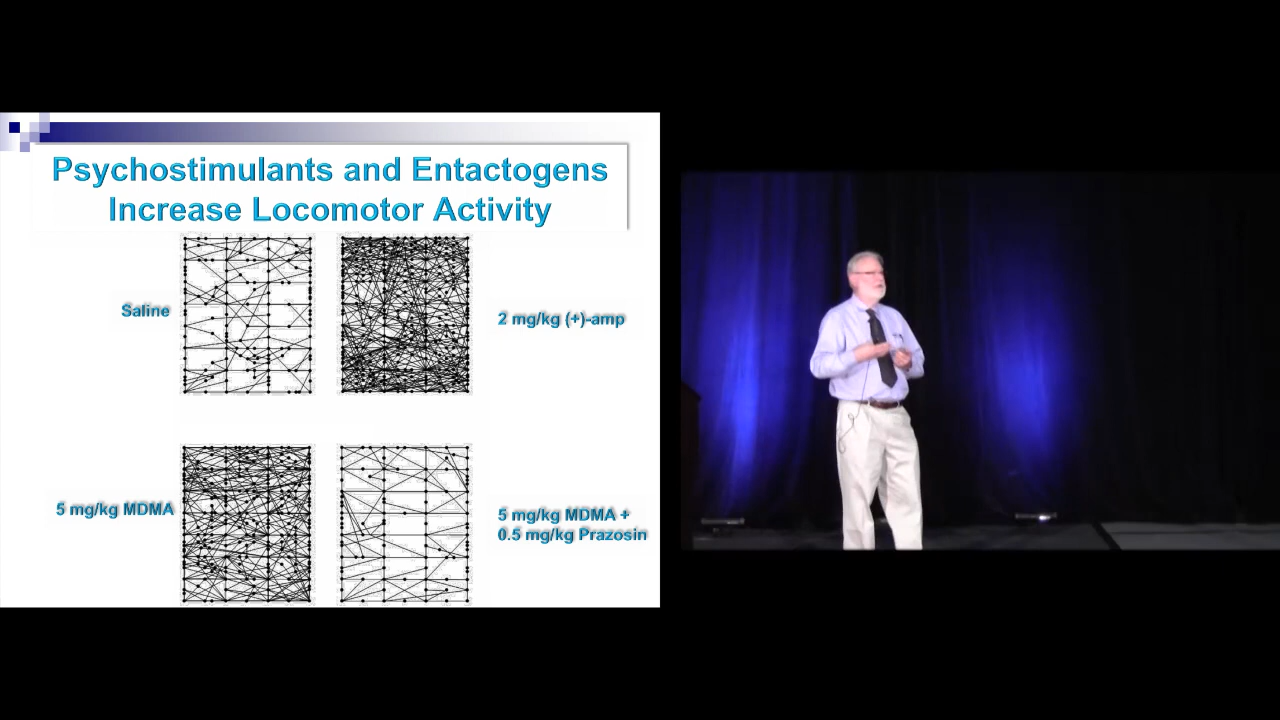 Psychostimulants and Entactogens
Increase Locomotor Activity
Saline
2 mg/kg (+)-amp
5 mg/kg MDMA
5 mg/kg MDMA +
0.5 mg/kg Prazosin